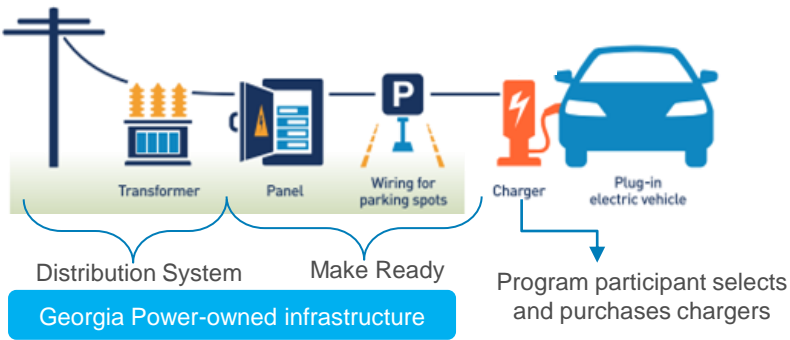 P
Transformer
Panel
Wiring for
parking spots
Charger
Plug-in
electric vehicle
Distribution System
Make Ready
Program participant selects
and purchases chargers
Georgia Power-owned infrastructure